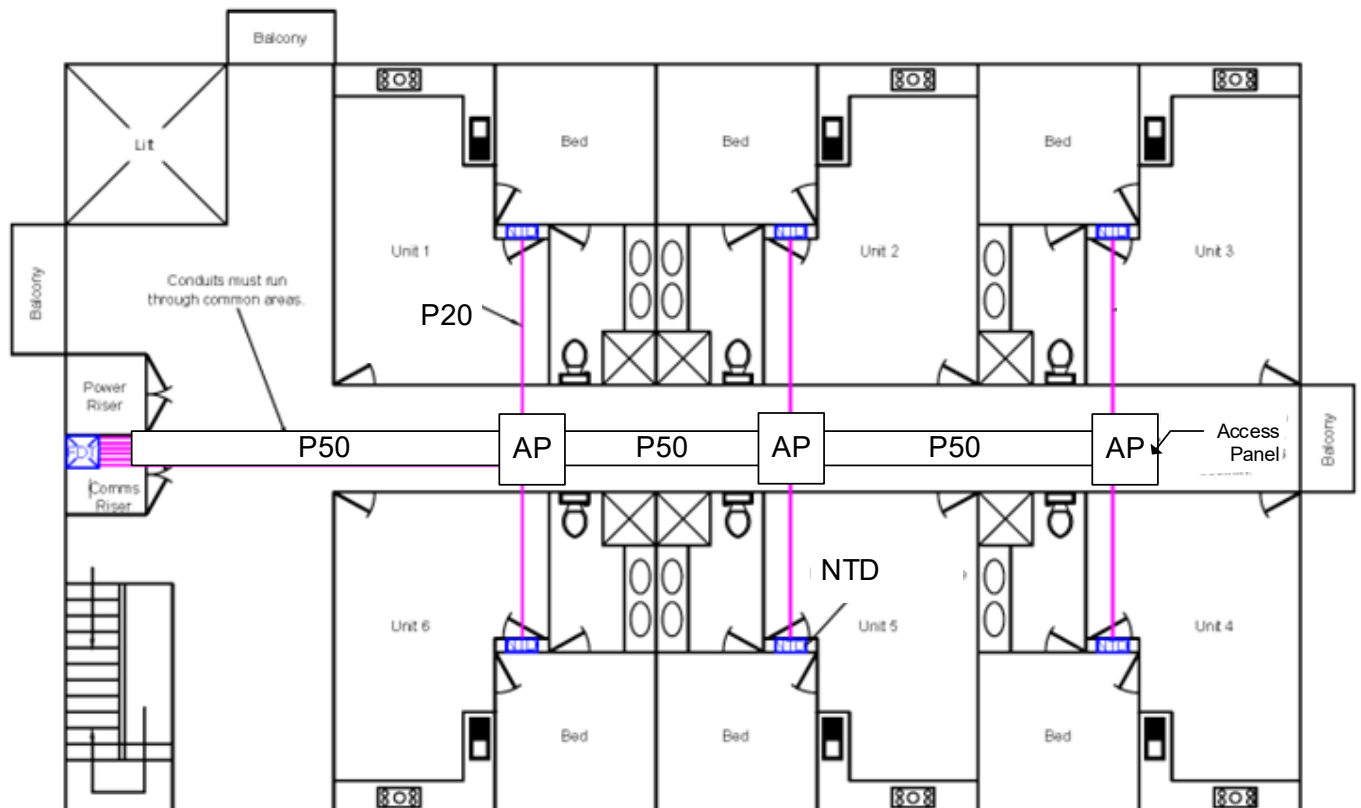 Balcony
Lift
Bed
Bed
Bed
Unit 1
Unit 2
Unit 3
Balcony
Conduits must run
through common areas.
P20
Power
Riser
P50
AP
P50
AP
P50
AP
Access
Panel
Balcony
FDT
Comms
Riser
NTD
Unit 6
Unit 5
Unit 4
Bed
Bed
Bed